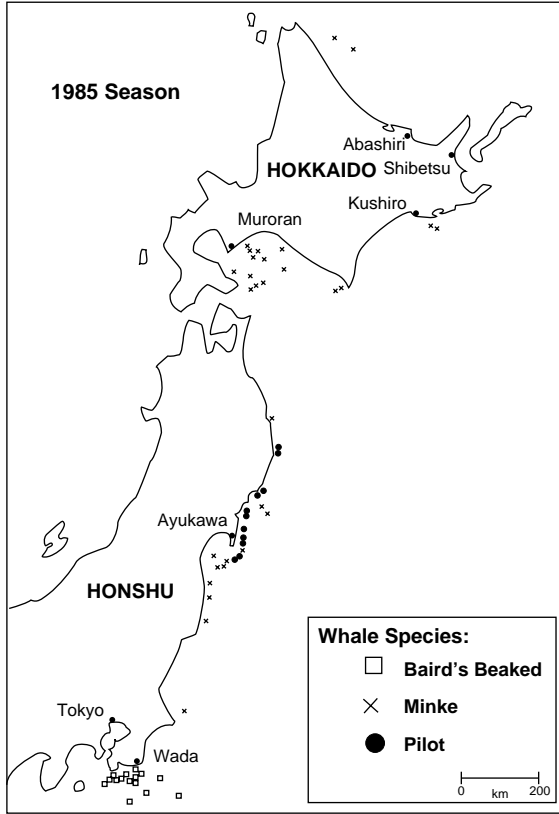 1985 Season
Abashiri
HOKKAIDO
Shibetsu
Kushiro
Muroran
Ayukawa
HONSHU
Tokyo
Wada
Whale Species:
Baird's Beaked
Minke
Pilot
0 200
km